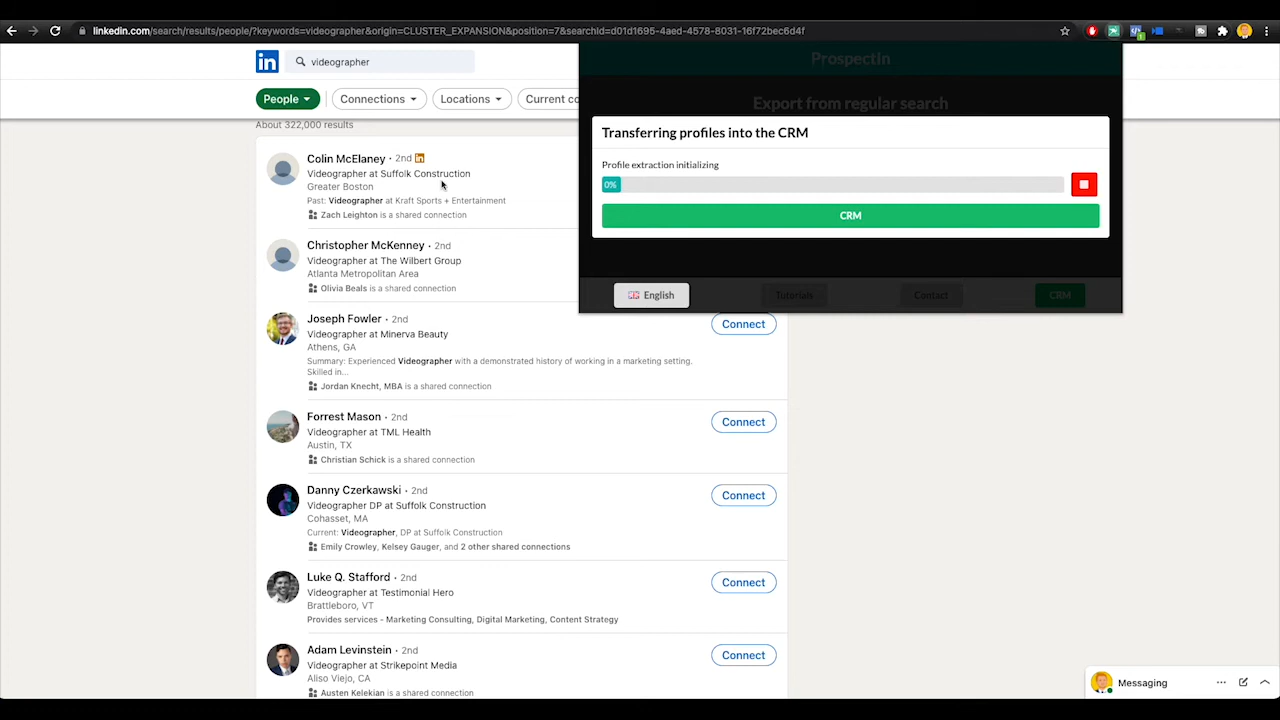 linkedin.com/search/results/people/?keywords=videographer&origin=CLUSTER_EXPANSION&position=7&searchId=d01d1695-4aed-4578-8031-16f72bec6d4f
in
videographer
People
Connections
Locations
Current co
About 322,000 results
Colin McElaney • 2nd in
Videographer at Suffolk Construction
Greater Boston
Past: Videographer at Kraft Sports + Entertainment
Zach Leighton is a shared connection
Christopher McKenney • 2nd
Videographer at The Wilbert Group
Atlanta Metropolitan Area
Olivia Beals is a shared connection
Joseph Fowler • 2nd
Videographer at Minerva Beauty
Athens, GA
Summary: Experienced Videographer with a demonstrated history of working in a marketing setting.
Skilled in...
Jordan Knecht, MBA is a shared connection
Connect
Forrest Mason • 2nd
Videographer at TML Health
Austin, TX
Christian Schick is a shared connection
Connect
Danny Czerkawski • 2nd
Videographer DP at Suffolk Construction
Cohasset, MA
Current: Videographer, DP at Suffolk Construction
Emily Crowley, Kelsey Gauger, and 2 other shared connections
Connect
Luke Q. Stafford • 2nd
Videographer at Testimonial Hero
Brattleboro, VT
Provides services - Marketing Consulting, Digital Marketing, Content Strategy
Connect
Adam Levinstein • 2nd
Videographer at Strikepoint Media
Aliso Viejo, CA
Austen Kelekian is a shared connection
Connect
ProspectIn
Export from regular search
Transferring profiles into the CRM
Profile extraction initializing
0%
CRM
English
Tutorials
Contact
CRM
Messaging